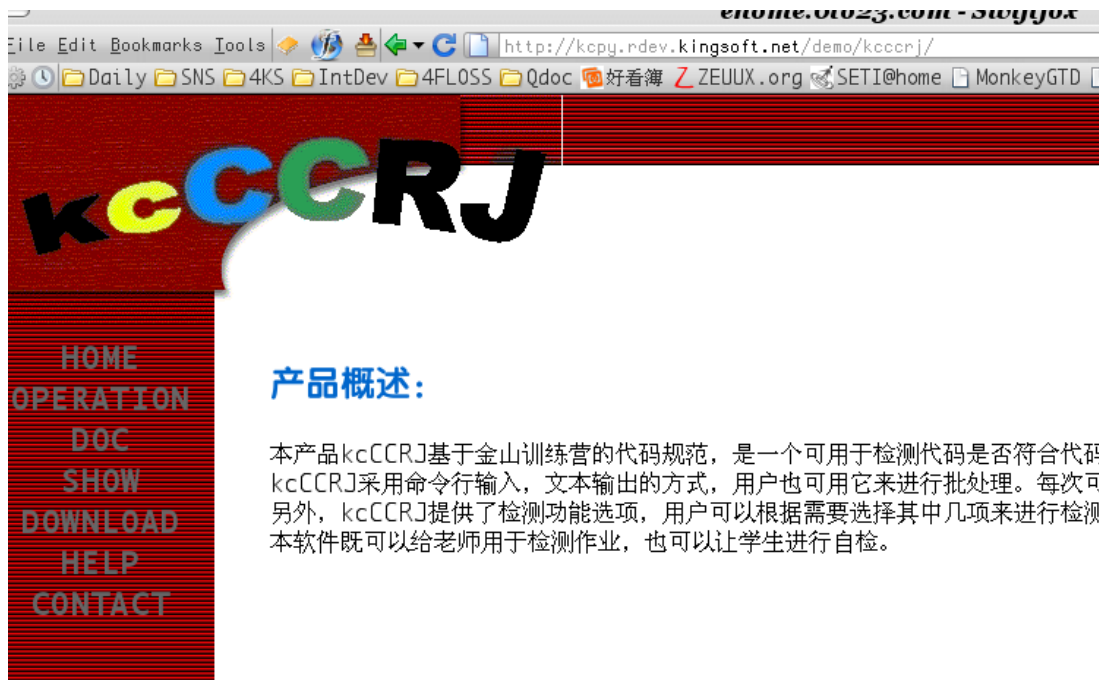 ehome.01023.com - Swiftfox
File Edit Bookmarks Tools http://kcpy.rdev.kingsoft.net/demo/kcccrj/
Daily SNS 4KS IntDev 4FLOSS Qdoc 好看簿 ZEUUX.org SETI@home MonkeyGTD
kcCCRJ
HOME
产品概述：
OPERATION
DOC
SHOW
DOWNLOAD
HELP
CONTACT
本产品kcCCRJ基于金山训练营的代码规范，是一个可用于检测代码是否符合代码
kcCCRJ采用命令行输入，文本输出的方式，用户也可用它来进行批处理。每次可
另外，kcCCRJ提供了检测功能选项，用户可以根据需要选择其中几项来进行检测
本软件既可以给老师用于检测作业，也可以让学生进行自检。